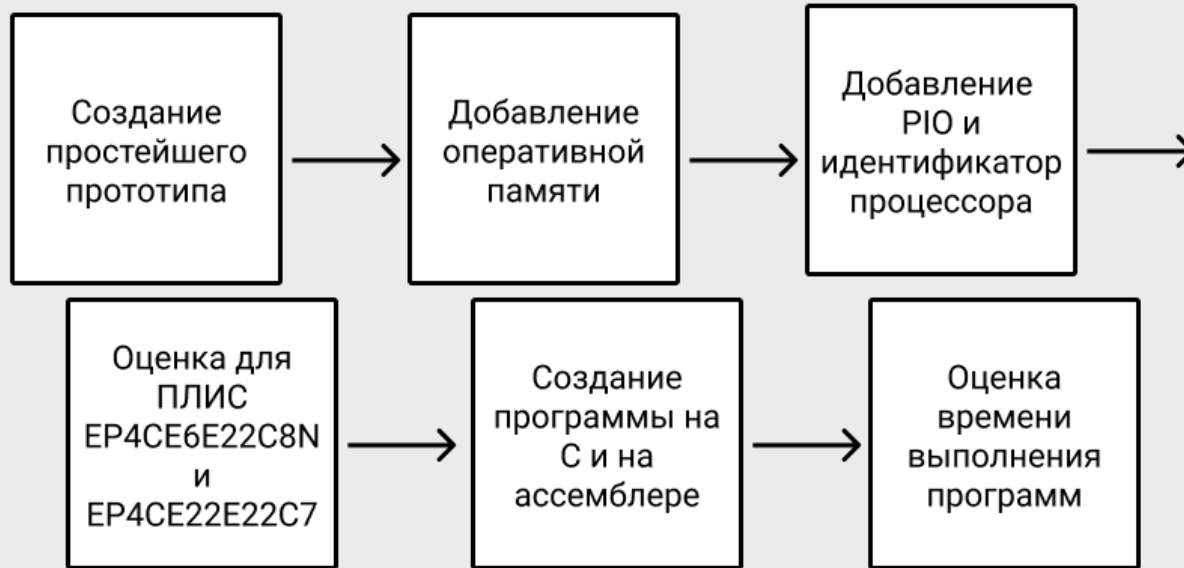 Создание
простейшего
прототипа
Добавление
оперативной
памяти
Добавление
PIO и
идентификатор
процессора
Оценка для
ПЛИС
EP4CE6E22C8N
и
EP4CE22E22C7
Создание
программы на
C и на
ассемблере
Оценка
времени
выполнения
программ